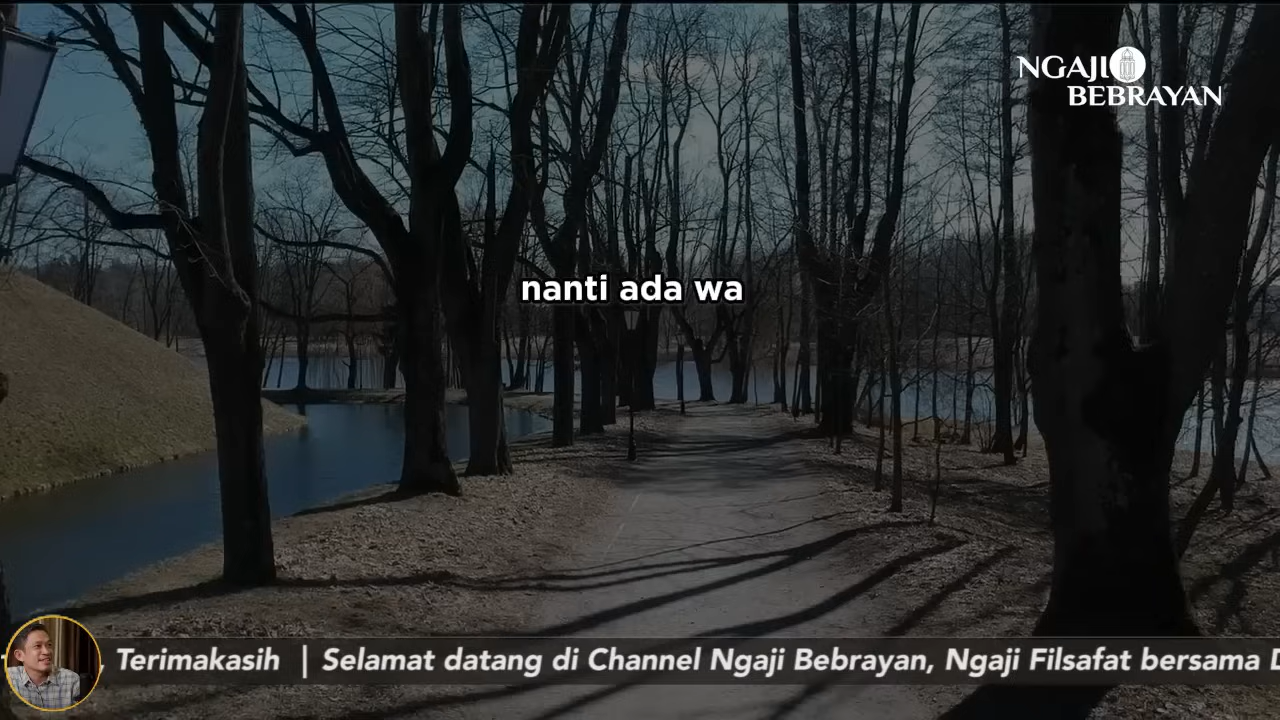 NGAJI
BEBRAYAN
nanti ada wa
, Terimakasih | Selamat datang di Channel Ngaji Bebrayan, Ngaji Filsafat bersama D